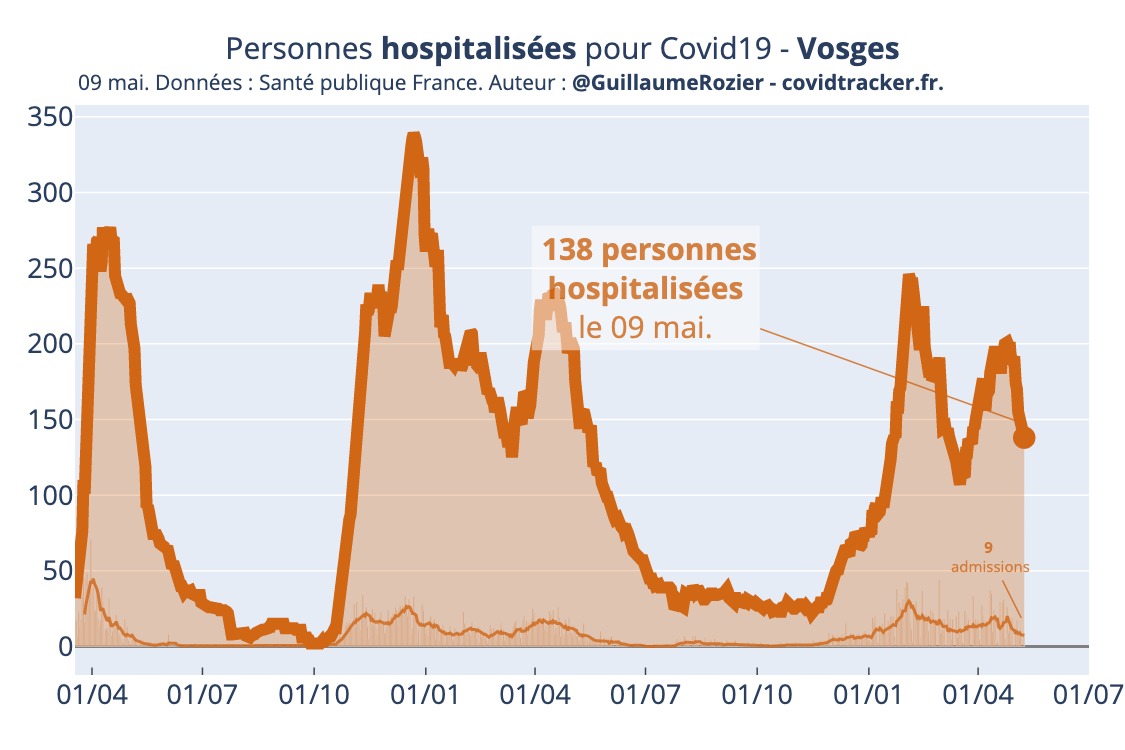 Personnes hospitalisées pour Covid19 - Vosges
09 mai. Données : Santé publique France. Auteur : @GuillaumeRozier - covidtracker.fr.
350
300
250
200
150
100
50
0
138 personnes
hospitalisées
le 09 mai.
9
admissions
01/04 01/07 01/10 01/01 01/04 01/07 01/10 01/01 01/04 01/07